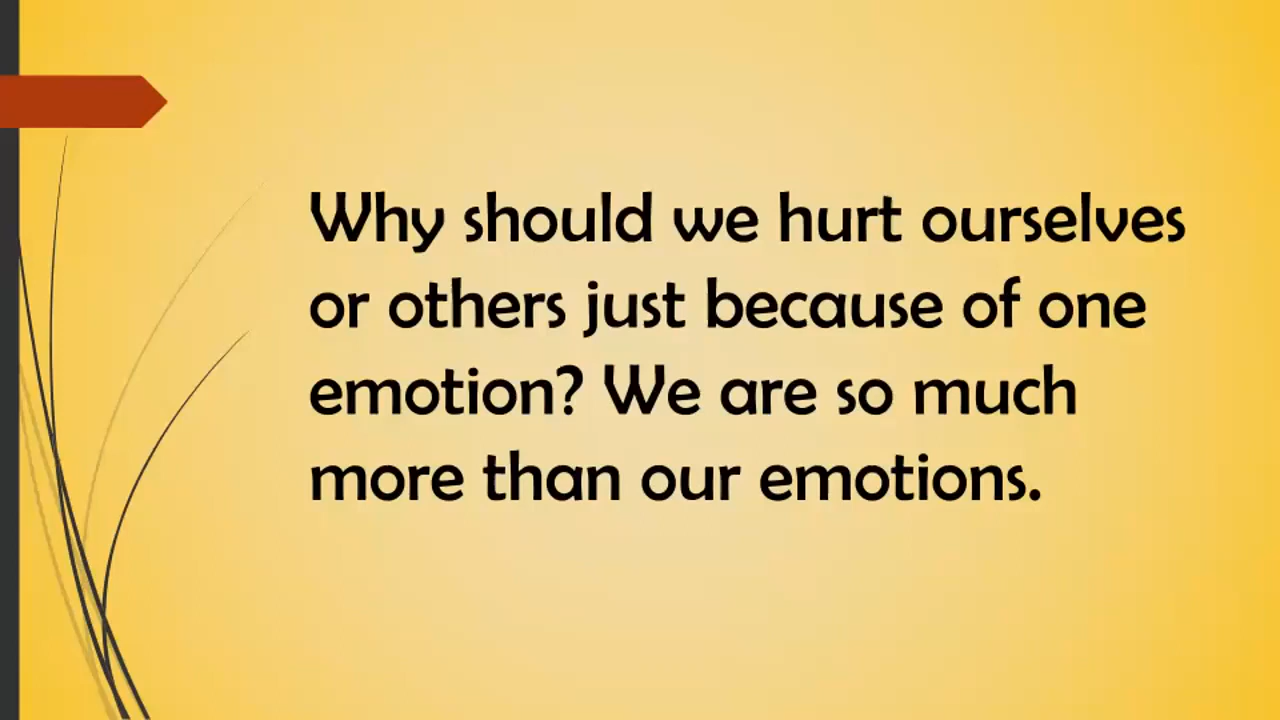 Why should we hurt ourselves
or others just because of one
emotion? We are so much
more than our emotions.